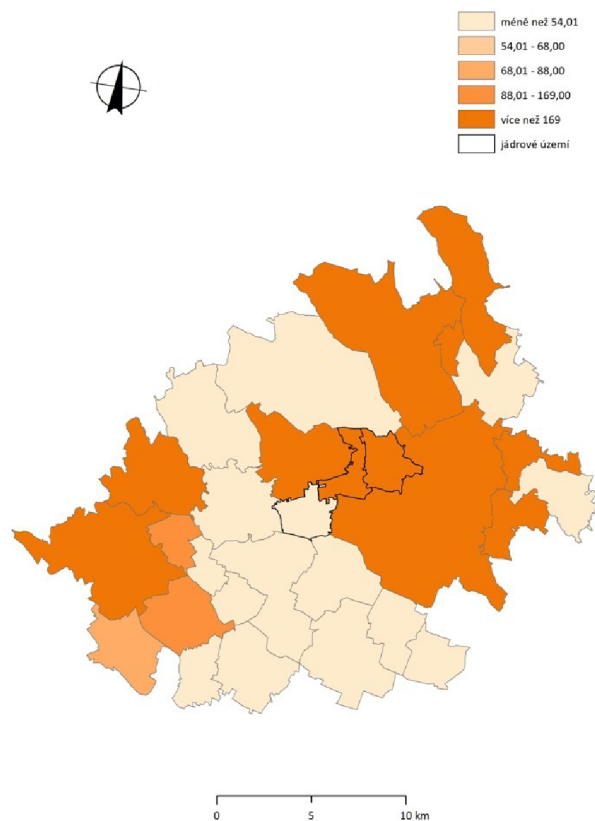 méně než 54,01
54,01 - 68,00
68,01 - 88,00
88,01 - 169,00
více než 169
jádrové území
0 5 10 km